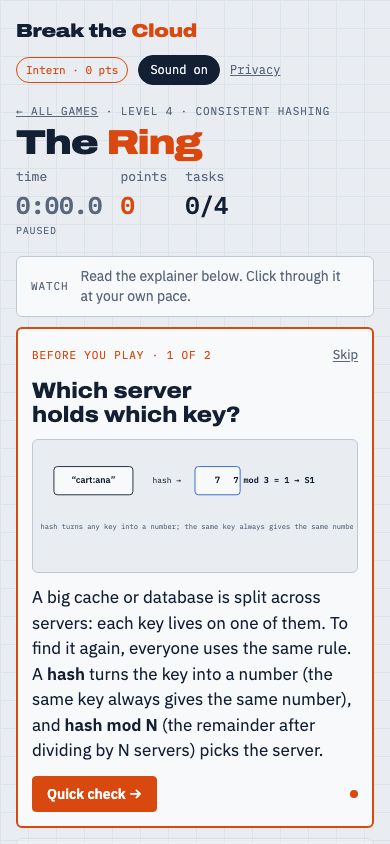 Break the Cloud
Intern · 0 pts
Sound on
Privacy
← ALL GAMES · LEVEL 4 · CONSISTENT HASHING
The Ring
time points tasks
0:00.0 0 0/4
PAUSED
WATCH
Read the explainer below. Click through it
at your own pace.
BEFORE YOU PLAY · 1 OF 2
Skip
Which server
holds which key?
“cart:ana” hash → 7 7 mod 3 = 1 → S1
hash turns any key into a number; the same key always gives the same numbe
A big cache or database is split across
servers: each key lives on one of them. To
find it again, everyone uses the same rule.
A hash turns the key into a number (the
same key always gives the same number),
and hash mod N (the remainder after
dividing by N servers) picks the server.
Quick check →